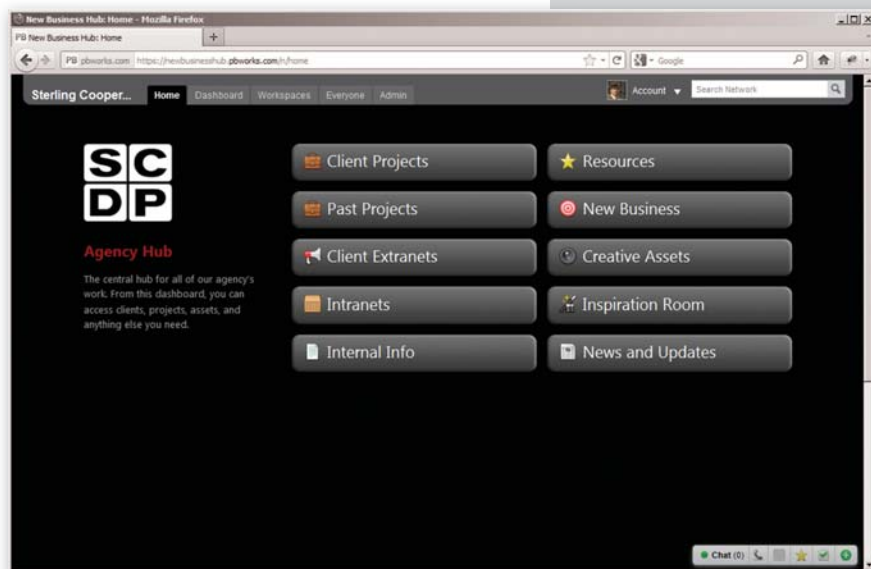 New Business Hub: Home - Mozilla Firefox
PB New Business Hub: Home +
PB pbworks.com https://newbusinesshub.pbworks.com/n/home Google
Sterling Cooper... Home Dashboard Workspaces Everyone Admin Account Search Network
SC
DP
Agency Hub
The central hub for all of our agency's
work. From this dashboard, you can
access clients, projects, assets, and
anything else you need.
Client Projects
Past Projects
Client Extranets
Intranets
Internal Info
Resources
New Business
Creative Assets
Inspiration Room
News and Updates
Chat (0)